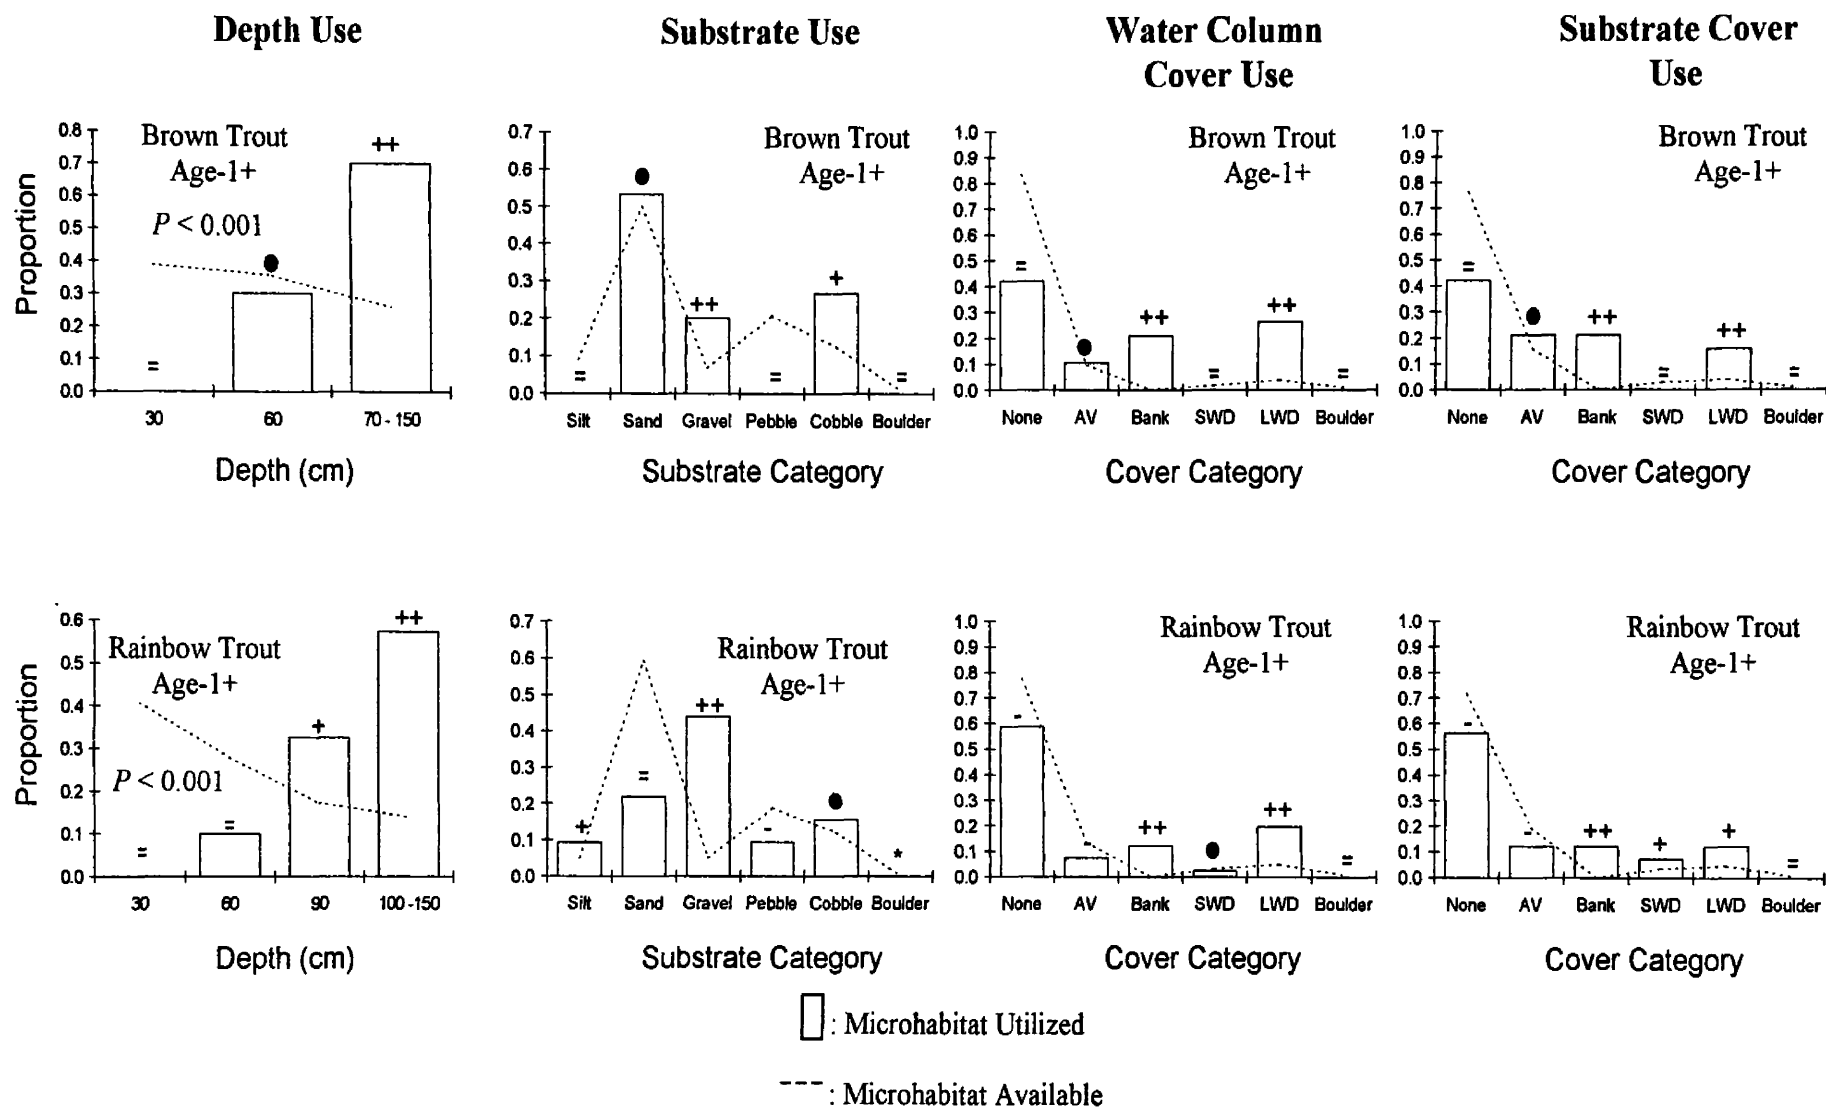 Depth Use
Substrate Use
Water Column
Cover Use
Substrate Cover
Use
Brown Trout
Age-1+
P < 0.001
Proportion
0.8
0.7
0.6
0.5
0.4
0.3
0.2
0.1
0.0
=
●
++
30
60
70 - 150
Depth (cm)
Brown Trout
Age-1+
0.7
0.6
0.5
0.4
0.3
0.2
0.1
0.0
=
●
++
=
+
=
Silt Sand Gravel Pebble Cobble Boulder
Substrate Category
Brown Trout
Age-1+
1.0
0.9
0.8
0.7
0.6
0.5
0.4
0.3
0.2
0.1
0.0
=
●
++
=
++
=
None AV Bank SWD LWD Boulder
Cover Category
Brown Trout
Age-1+
1.0
0.9
0.8
0.7
0.6
0.5
0.4
0.3
0.2
0.1
0.0
=
●
++
=
++
=
None AV Bank SWD LWD Boulder
Cover Category
Rainbow Trout
Age-1+
P < 0.001
Proportion
0.6
0.5
0.4
0.3
0.2
0.1
0.0
=
=
+
++
30 60 90 100 -150
Depth (cm)
Rainbow Trout
Age-1+
0.7
0.6
0.5
0.4
0.3
0.2
0.1
0.0
+
=
++
-
●
*
Silt Sand Gravel Pebble Cobble Boulder
Substrate Category
Rainbow Trout
Age-1+
1.0
0.9
0.8
0.7
0.6
0.5
0.4
0.3
0.2
0.1
0.0
-
-
++
●
++
=
None AV Bank SWD LWD Boulder
Cover Category
Rainbow Trout
Age-1+
1.0
0.9
0.8
0.7
0.6
0.5
0.4
0.3
0.2
0.1
0.0
-
-
++
+
+
=
None AV Bank SWD LWD Boulder
Cover Category
: Microhabitat Utilized
: Microhabitat Available